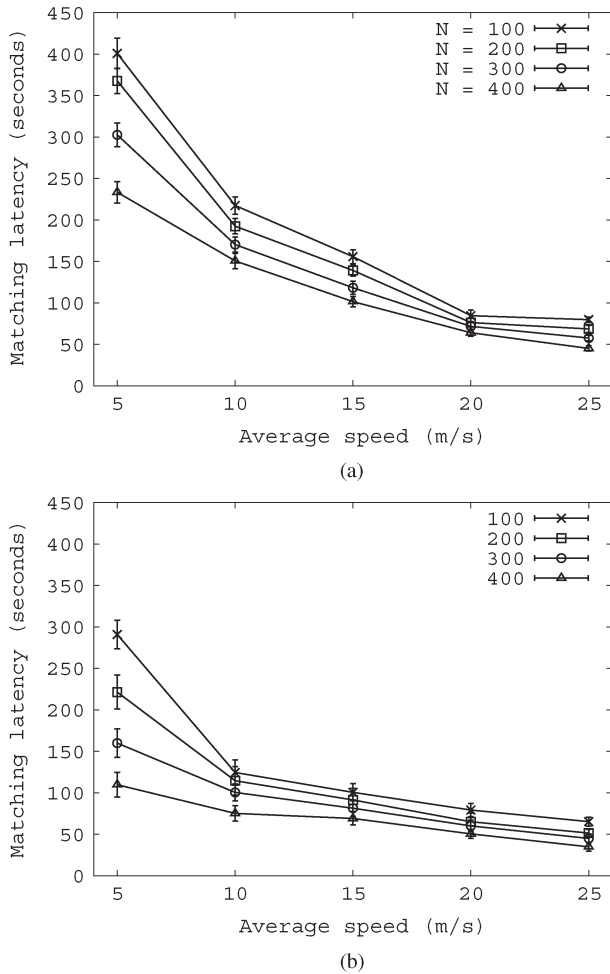 450
400
350
300
250
200
150
100
50
0
Matching latency (seconds)
N = 100
N = 200
N = 300
N = 400
5 10 15 20 25
Average speed (m/s)
(a)
450
400
350
300
250
200
150
100
50
0
Matching latency (seconds)
100
200
300
400
5 10 15 20 25
Average speed (m/s)
(b)